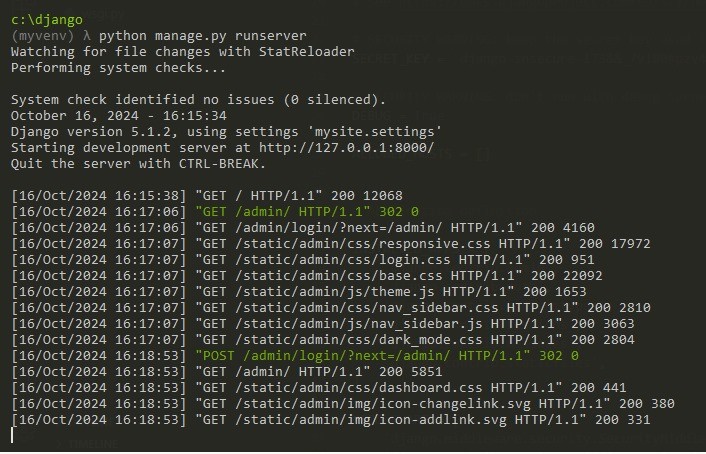 c:\django
(myvenv) λ python manage.py runserver
Watching for file changes with StatReloader
Performing system checks...
System check identified no issues (0 silenced).
October 16, 2024 - 16:15:34
Django version 5.1.2, using settings 'mysite.settings'
Starting development server at http://127.0.0.1:8000/
Quit the server with CTRL-BREAK.
[16/Oct/2024 16:15:38] "GET / HTTP/1.1" 200 12068
[16/Oct/2024 16:17:06] "GET /admin/ HTTP/1.1" 302 0
[16/Oct/2024 16:17:06] "GET /admin/login/?next=/admin/ HTTP/1.1" 200 4160
[16/Oct/2024 16:17:07] "GET /static/admin/css/responsive.css HTTP/1.1" 200 17972
[16/Oct/2024 16:17:07] "GET /static/admin/css/login.css HTTP/1.1" 200 951
[16/Oct/2024 16:17:07] "GET /static/admin/css/base.css HTTP/1.1" 200 22092
[16/Oct/2024 16:17:07] "GET /static/admin/js/theme.js HTTP/1.1" 200 1653
[16/Oct/2024 16:17:07] "GET /static/admin/css/nav_sidebar.css HTTP/1.1" 200 2810
[16/Oct/2024 16:17:07] "GET /static/admin/js/nav_sidebar.js HTTP/1.1" 200 3063
[16/Oct/2024 16:17:07] "GET /static/admin/css/dark_mode.css HTTP/1.1" 200 2804
[16/Oct/2024 16:18:53] "POST /admin/login/?next=/admin/ HTTP/1.1" 302 0
[16/Oct/2024 16:18:53] "GET /admin/ HTTP/1.1" 200 5851
[16/Oct/2024 16:18:53] "GET /static/admin/css/dashboard.css HTTP/1.1" 200 441
[16/Oct/2024 16:18:53] "GET /static/admin/img/icon-changelink.svg HTTP/1.1" 200 380
[16/Oct/2024 16:18:53] "GET /static/admin/img/icon-addlink.svg HTTP/1.1" 200 331